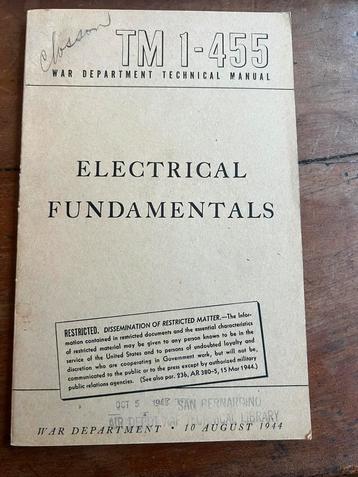 Closson
TM 1-455
WAR DEPARTMENT TECHNICAL MANUAL
ELECTRICAL
FUNDAMENTALS
RESTRICTED. DISSEMINATION OF RESTRICTED MATTER.—The infor-
mation contained in restricted documents and the essential characteristics
of restricted material may be given to any person known to be in the
service of the United States and to persons of undoubted loyalty and
discretion who are cooperating in Government work, but will not be
communicated to the public or to the press except by authorized military
public relations agencies. (See also par. 23b, AR 380-5, 15 Mar 1944.)
OCT 5 SAN BERNARDINO
LIBRARY
WAR DEPARTMENT • 10 AUGUST 1944